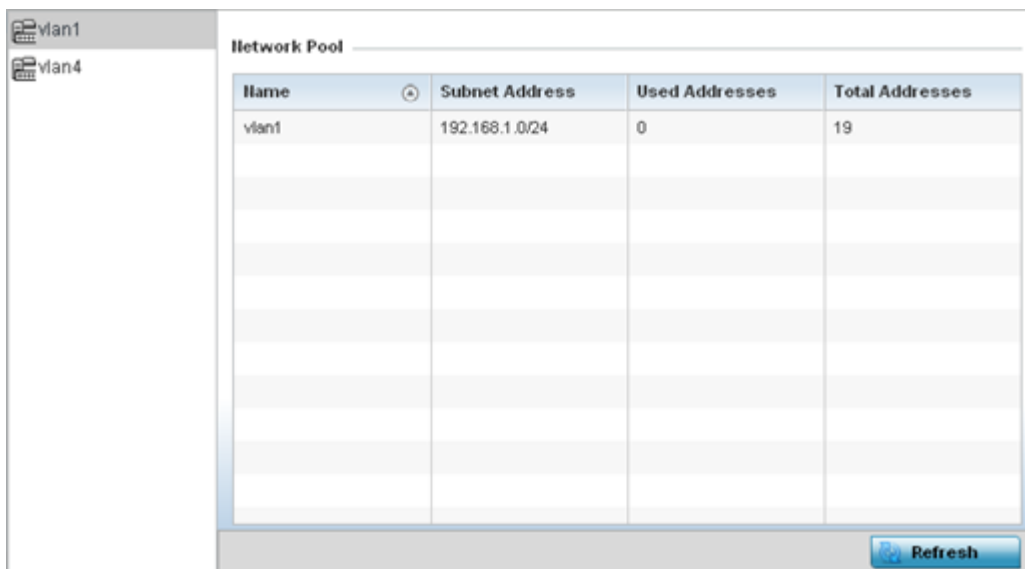 vlan1
vlan4
Network Pool
Name Subnet Address Used Addresses Total Addresses
vlan1 192.168.1.0/24 0 19
Refresh